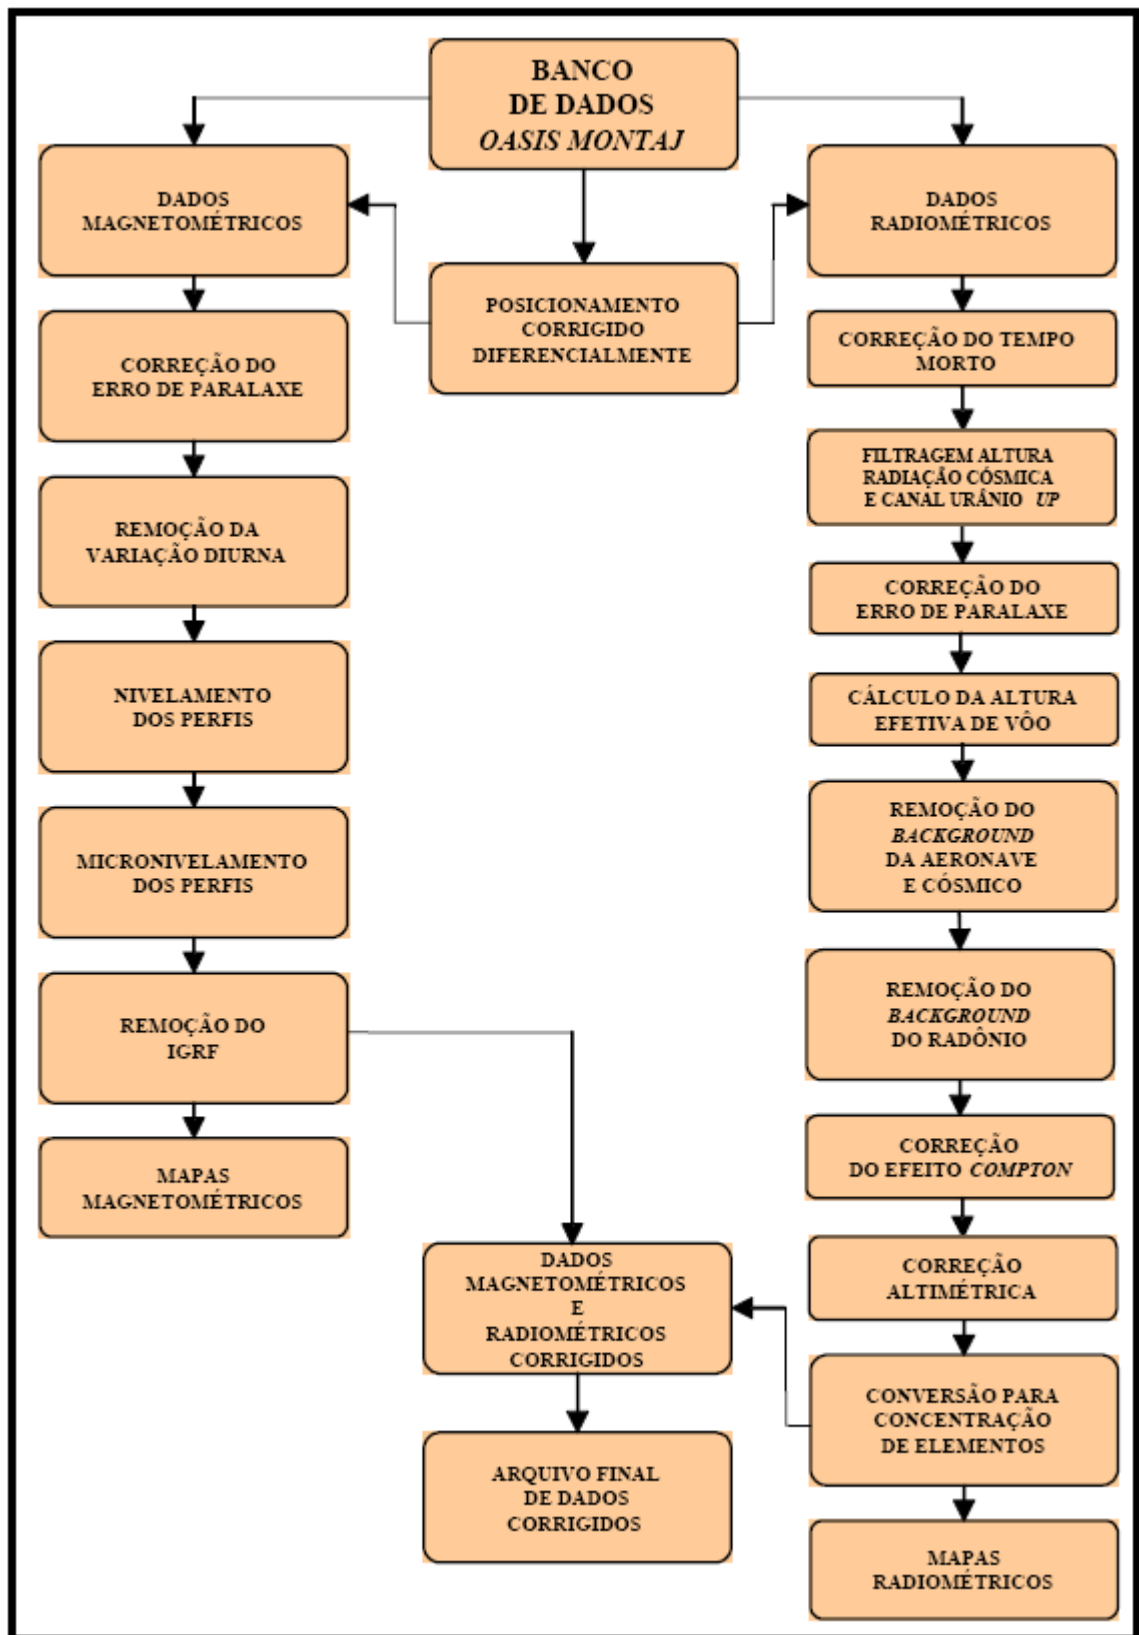 BANCO
DE DADOS
OASIS MONTAJ
DADOS
MAGNETOMÉTRICOS
DADOS
RADIOMÉTRICOS
POSICIONAMENTO
CORRIGIDO
DIFERENCIALMENTE
CORREÇÃO DO
ERRO DE PARALAXE
REMOÇÃO DA
VARIAÇÃO DIURNA
NIVELAMENTO
DOS PERFIS
MICRONIVELAMENTO
DOS PERFIS
REMOÇÃO DO
IGRF
MAPAS
MAGNETOMÉTRICOS
CORREÇÃO DO TEMPO
MORTO
FILTRAGEM ALTURA
RADIAÇÃO CÓSMICA
E CANAL URÂNIO UP
CORREÇÃO DO
ERRO DE PARALAXE
CÁLCULO DA ALTURA
EFETIVA DE VÔO
REMOÇÃO DO
BACKGROUND
DA AERONAVE
E CÓSMICO
REMOÇÃO DO
BACKGROUND
DO RADÔNIO
CORREÇÃO
DO EFEITO COMPTON
CORREÇÃO
ALTIMÉTRICA
CONVERSÃO PARA
CONCENTRAÇÃO
DE ELEMENTOS
MAPAS
RADIOMÉTRICOS
DADOS
MAGNETOMÉTRICOS
E
RADIOMÉTRICOS
CORRIGIDOS
ARQUIVO FINAL
DE DADOS
CORRIGIDOS